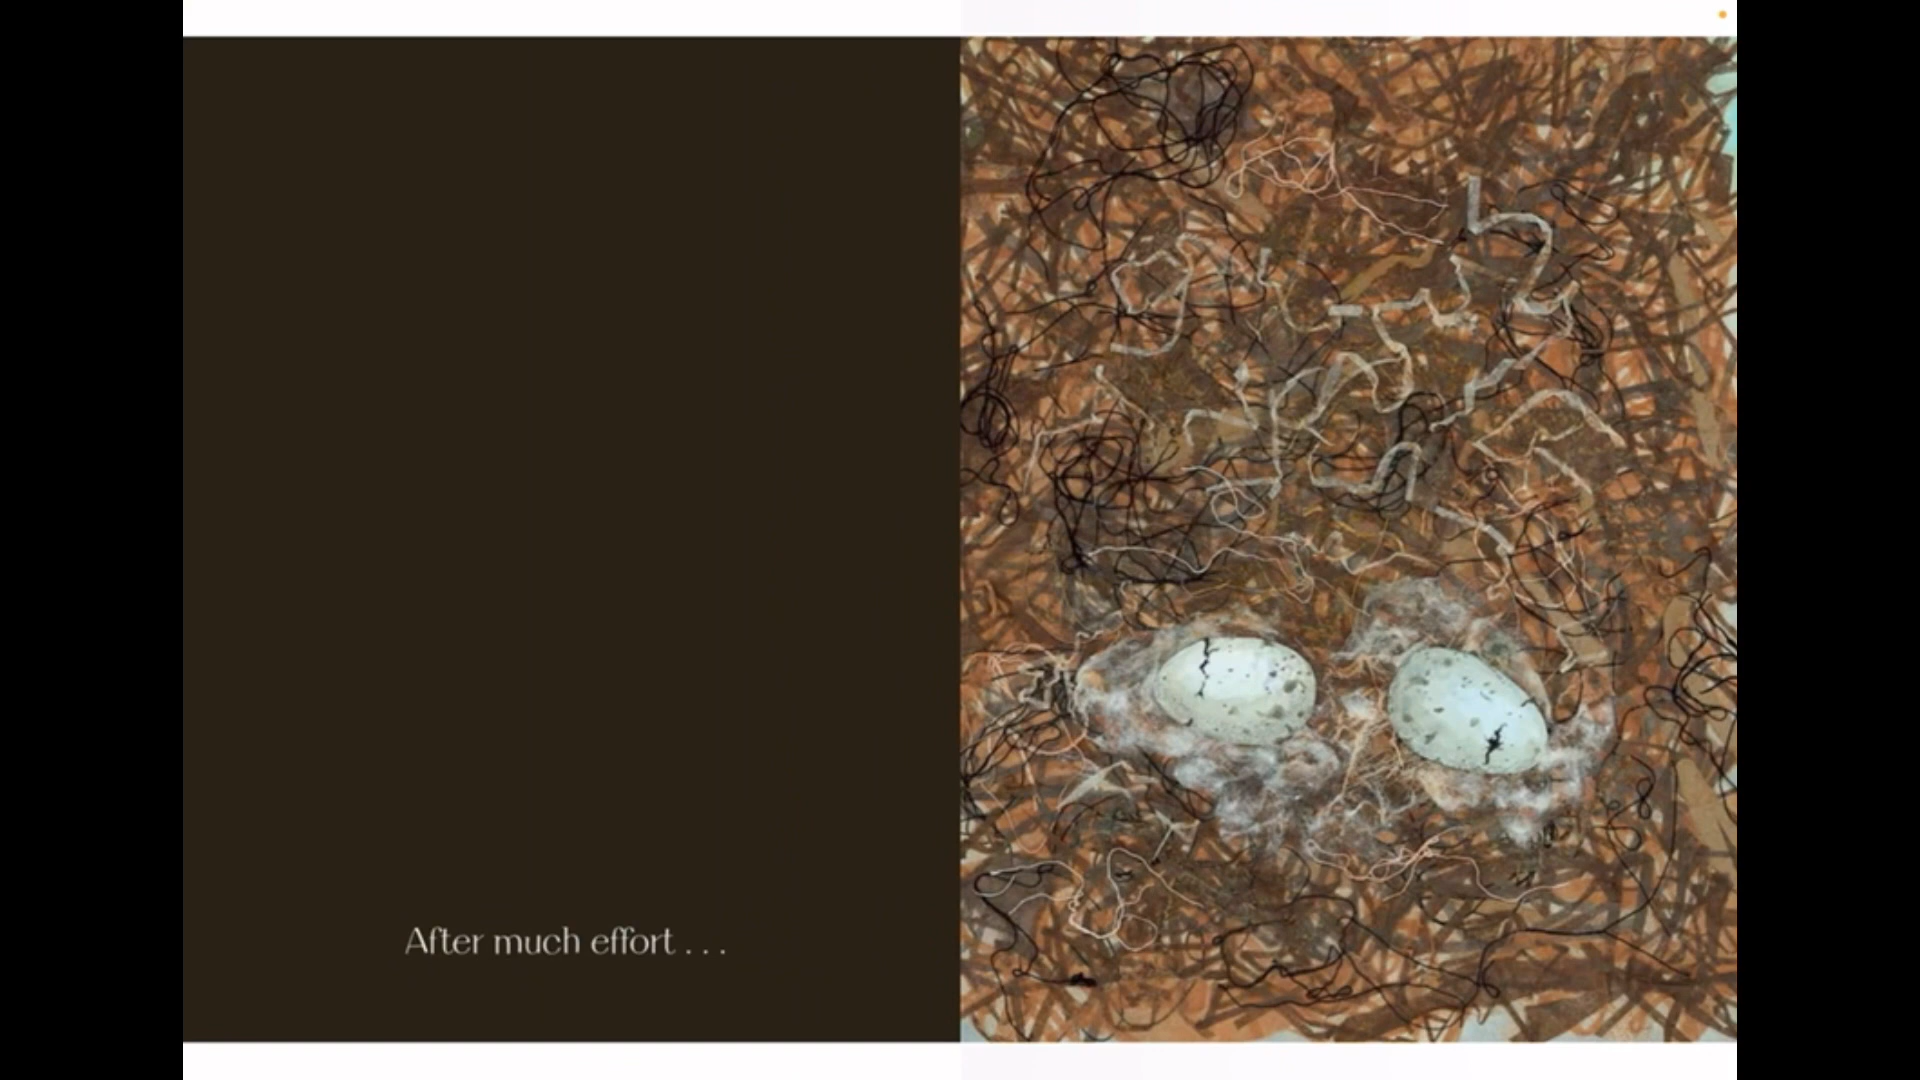 After much effort . . .